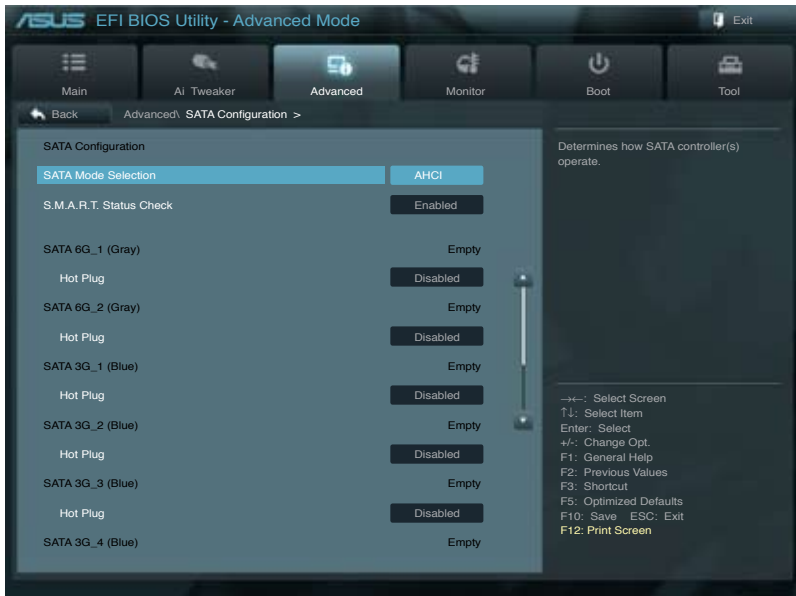 ASUS EFI BIOS Utility - Advanced Mode
Exit
Main
Ai Tweaker
Advanced
Monitor
Boot
Tool
Back
Advanced\ SATA Configuration >
SATA Configuration
SATA Mode Selection AHCI
S.M.A.R.T. Status Check Enabled
SATA 6G_1 (Gray) Empty
Hot Plug Disabled
SATA 6G_2 (Gray) Empty
Hot Plug Disabled
SATA 3G_1 (Blue) Empty
Hot Plug Disabled
SATA 3G_2 (Blue) Empty
Hot Plug Disabled
SATA 3G_3 (Blue) Empty
Hot Plug Disabled
SATA 3G_4 (Blue) Empty
Determines how SATA controller(s)
operate.
→←: Select Screen
↑↓: Select Item
Enter: Select
+/-: Change Opt.
F1: General Help
F2: Previous Values
F3: Shortcut
F5: Optimized Defaults
F10: Save ESC: Exit
F12: Print Screen